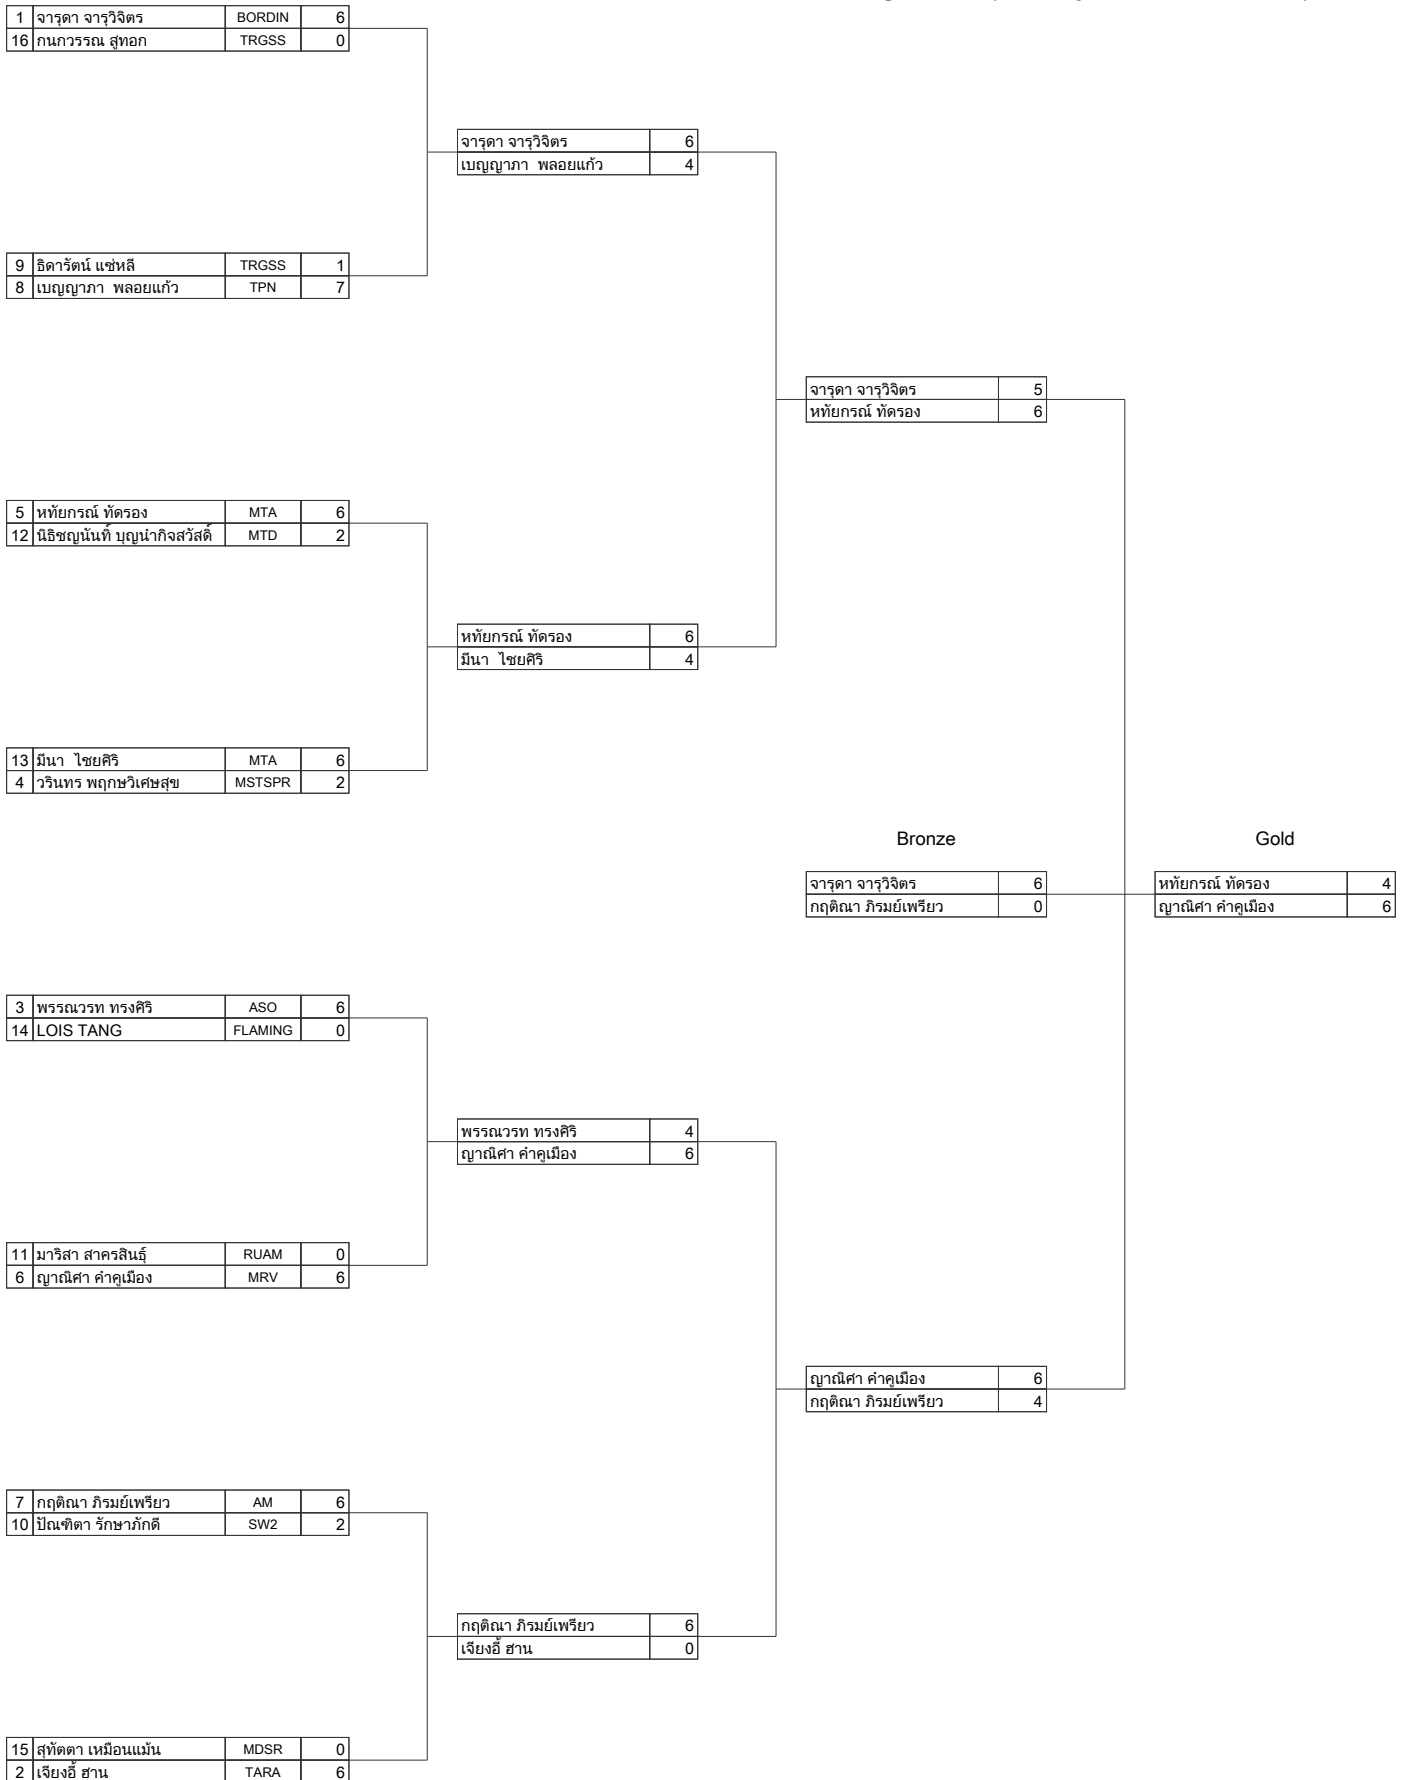 1 จารุดา จารุวิจิตร BORDIN 6
16 กนกวรรณ สูทอก TRGSS 0
จารุดา จารุวิจิตร 6
เบญญาภา พลอยแก้ว 4
9 ธิดารัตน์ แซ่หลี TRGSS 1
8 เบญญาภา พลอยแก้ว TPN 7
จารุดา จารุวิจิตร 5
หทัยกรณ์ ทัดรอง 6
5 หทัยกรณ์ ทัดรอง MTA 6
12 นิธิชญนันท์ิ บุญนำกิจสวัสดิ์ MTD 2
หทัยกรณ์ ทัดรอง 6
มีนา ไชยศิริ 4
13 มีนา ไชยศิริ MTA 6
4 วรินทร พฤกษวิเศษสุข MSTSPR 2
Bronze Gold
จารุดา จารุวิจิตร 6 หทัยกรณ์ ทัดรอง 4
กฤติณา ภิรมย์เพรียว 0 ญาณิศา คำคูเมือง 6
3 พรรณวรท ทรงศิริ ASO 6
14 LOIS TANG FLAMING 0
พรรณวรท ทรงศิริ 4
ญาณิศา คำคูเมือง 6
11 มาริสา สาครสินธุ์ RUAM 0
6 ญาณิศา คำคูเมือง MRV 6
ญาณิศา คำคูเมือง 6
กฤติณา ภิรมย์เพรียว 4
7 กฤติณา ภิรมย์เพรียว AM 6
10 ปัณฑิตา รักษาภักดี SW2 2
กฤติณา ภิรมย์เพรียว 6
เจียงอี้ ฮาน 0
15 สุทัตตา เหมือนแม้น MDSR 0
2 เจียงอี้ ฮาน TARA 6